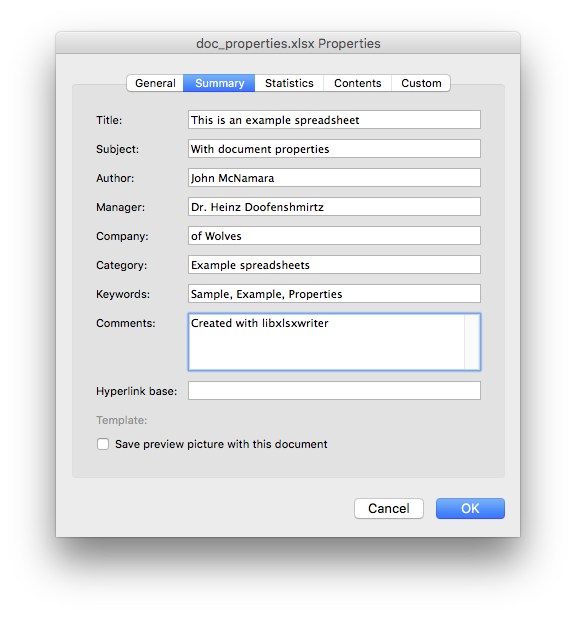 doc_properties.xlsx Properties
General Summary Statistics Contents Custom
Title: This is an example spreadsheet
Subject: With document properties
Author: John McNamara
Manager: Dr. Heinz Doofenshmirtz
Company: of Wolves
Category: Example spreadsheets
Keywords: Sample, Example, Properties
Comments: Created with libxlsxwriter
Hyperlink base:
Template:
Save preview picture with this document
Cancel OK